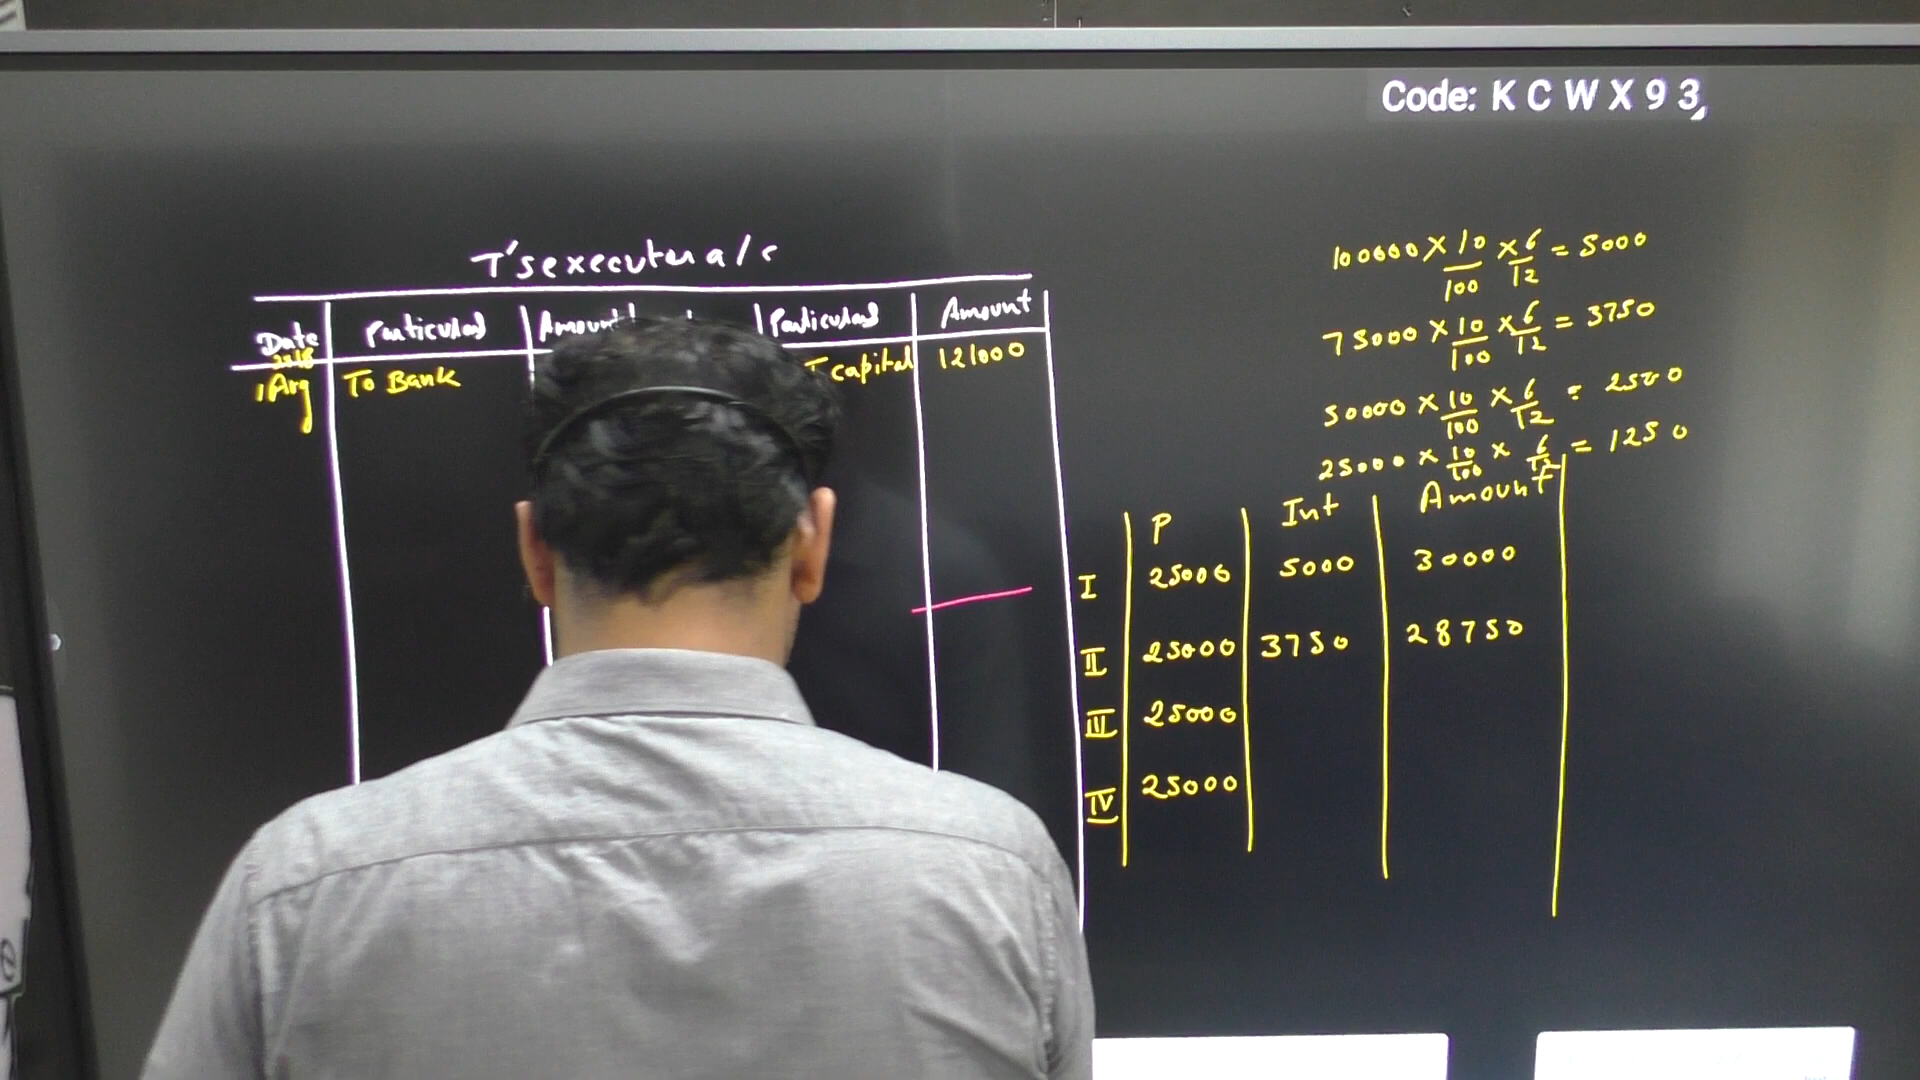 Code: K C W X 9 3,
T's executer a/c
Date Particulars Amount Particulars Amount
1 Aug To Bank T capital 121000
100000 × 10/100 × 6/12 = 5000
75000 × 10/100 × 6/12 = 3750
50000 × 10/100 × 6/12 = 2500
25000 × 10/100 × 6/12 = 1250
P Int Amount
I 25000 5000 30000
II 25000 3750 28750
III 25000
IV 25000